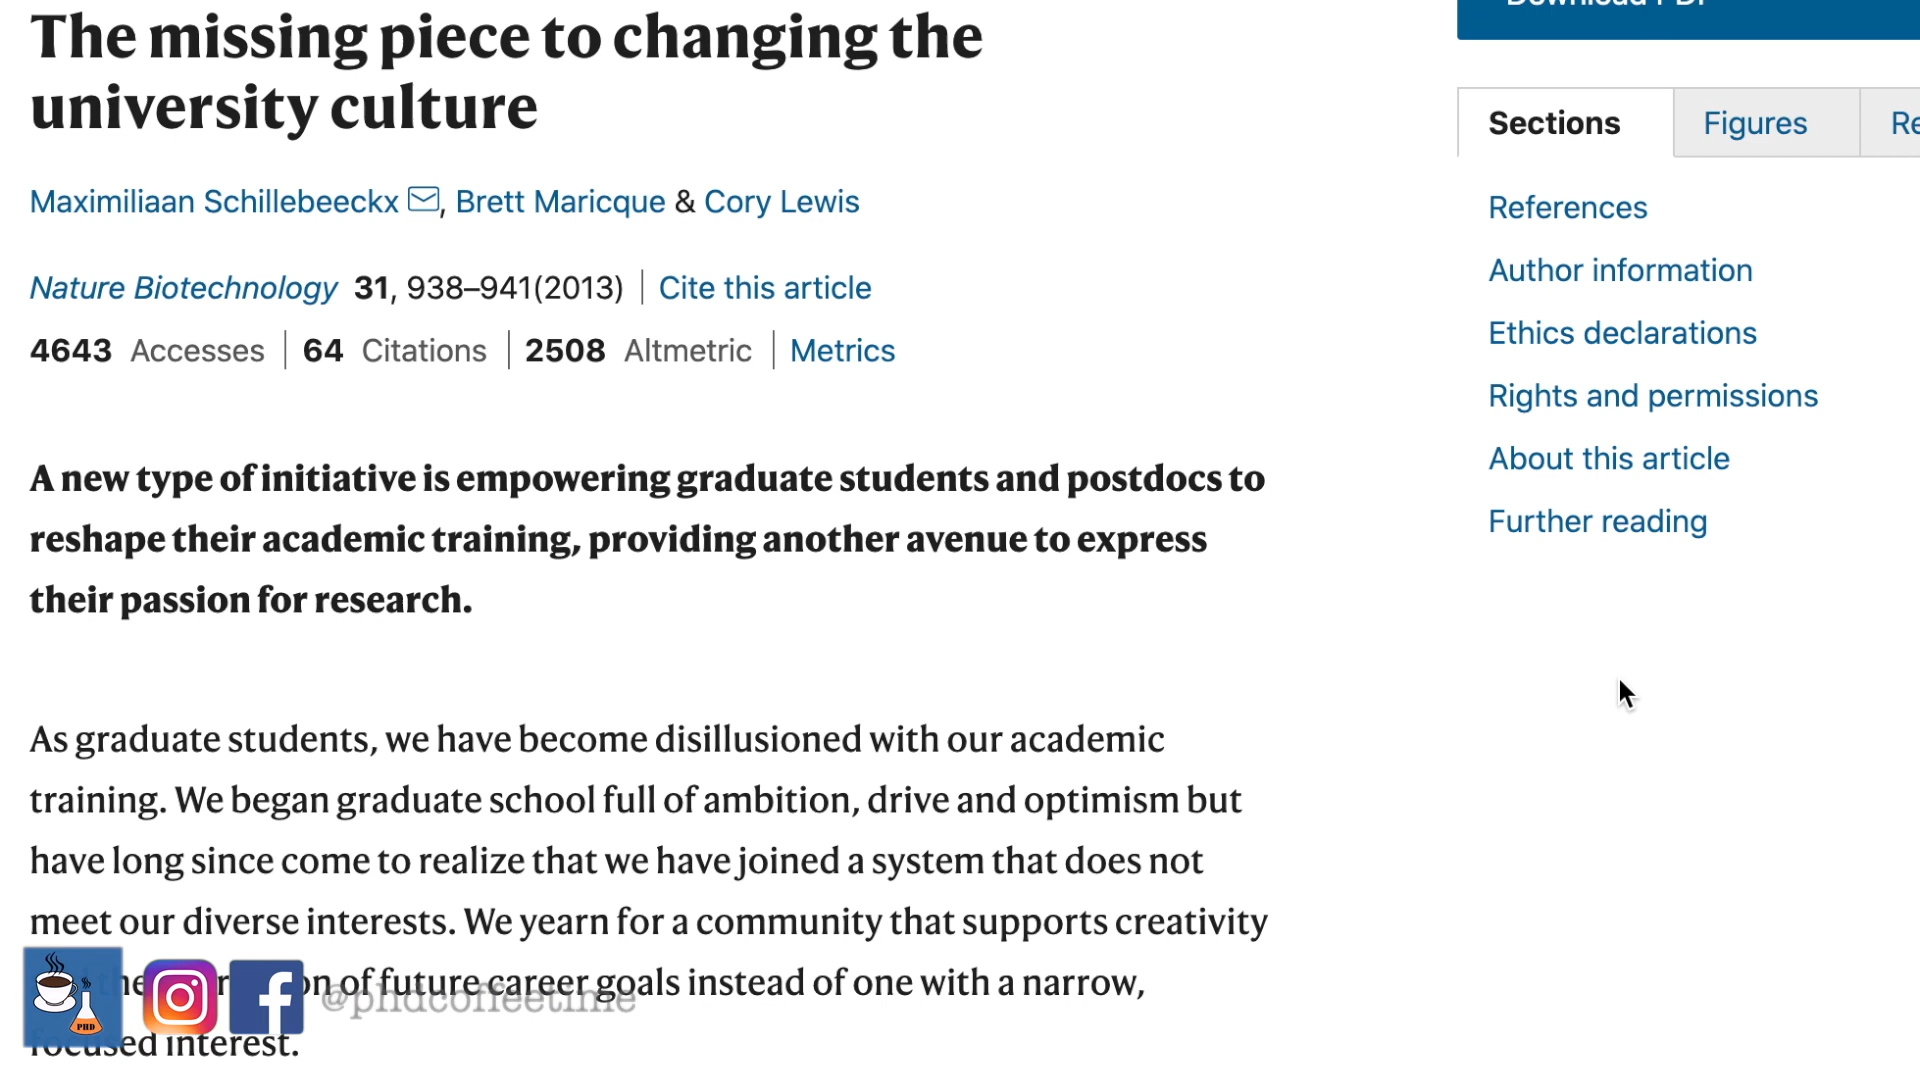 The missing piece to changing the
university culture
Maximiliaan Schillebeeckx, Brett Maricque & Cory Lewis
Nature Biotechnology 31, 938–941(2013) | Cite this article
4643 Accesses | 64 Citations | 2508 Altmetric | Metrics
A new type of initiative is empowering graduate students and postdocs to
reshape their academic training, providing another avenue to express
their passion for research.
As graduate students, we have become disillusioned with our academic
training. We began graduate school full of ambition, drive and optimism but
have long since come to realize that we have joined a system that does not
meet our diverse interests. We yearn for a community that supports creativity
of future career goals instead of one with a narrow,
focused interest.
PHD
@phdcoffeetime
Sections
Figures
References
Author information
Ethics declarations
Rights and permissions
About this article
Further reading